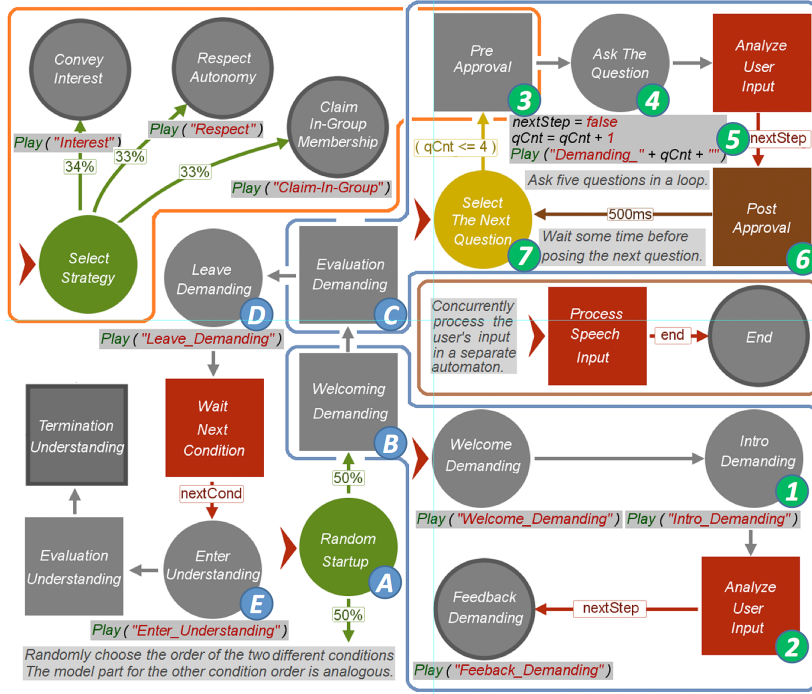 Convey
Interest
Respect
Autonomy
Claim
In-Group
Membership
Play ("Interest")
Play ("Respect")
Play ("Claim-In-Group")
34%
33%
33%
Select
Strategy
Pre
Approval
3
Ask The
Question
4
Analyze
User
Input
nextStep = false
qCnt = qCnt + 1
Play ("Demanding_" + qCnt + "")
5
nextStep
( qCnt <= 4 )
Ask five questions in a loop.
Select
The Next
Question
7
500ms
Wait some time before
posing the next question.
Post
Approval
6
Leave
Demanding
D
Play ("Leave_Demanding")
Evaluation
Demanding
C
Concurrently
process the
user's input
in a separate
automaton.
Process
Speech
Input
end
End
Welcoming
Demanding
B
Termination
Understanding
Wait
Next
Condition
nextCond
50%
Welcome
Demanding
Play ("Welcome_Demanding")
Intro
Demanding
1
Play ("Intro_Demanding")
Evaluation
Understanding
Enter
Understanding
E
Play ("Enter_Understanding")
Random
Startup
A
50%
Feedback
Demanding
nextStep
Play ("Feeback_Demanding")
Analyze
User
Input
2
Randomly choose the order of the two different conditions
The model part for the other condition order is analogous.